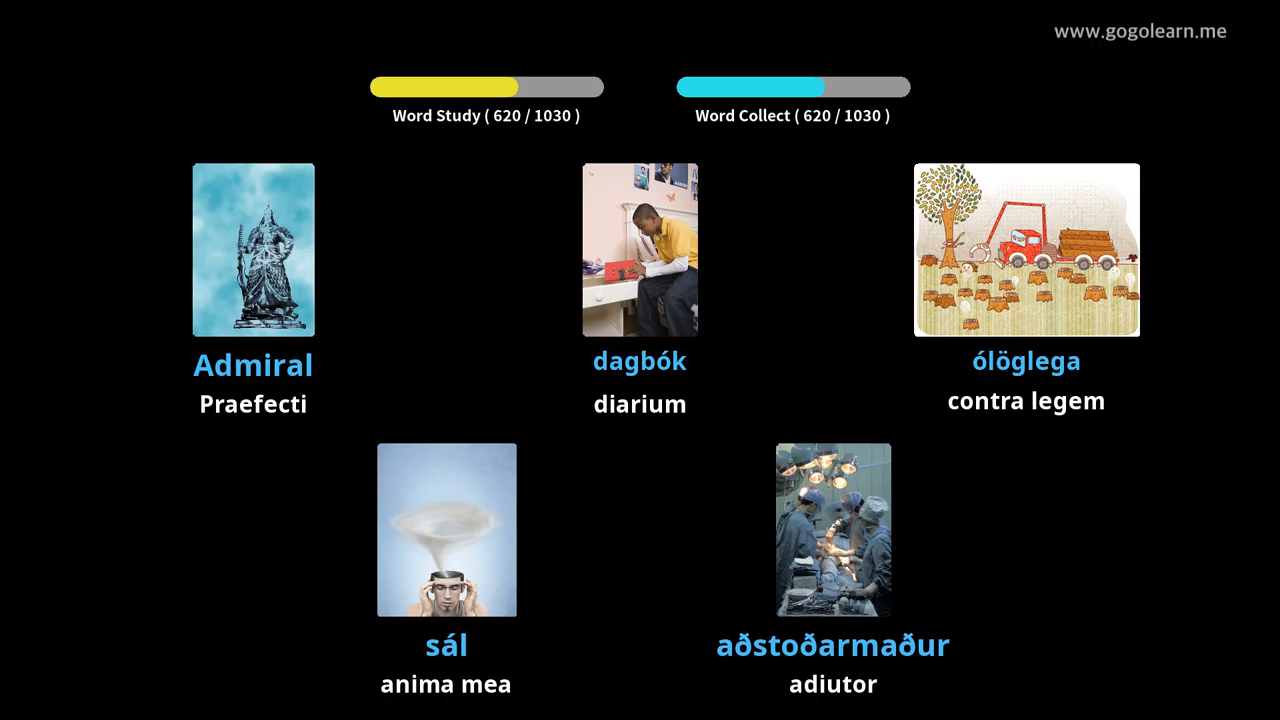 www.gogolearn.me
Word Study ( 620 / 1030 )
Word Collect ( 620 / 1030 )
Admiral
Praefecti
dagbók
diarium
ólöglega
contra legem
sál
anima mea
aðstoðarmaður
adiutor